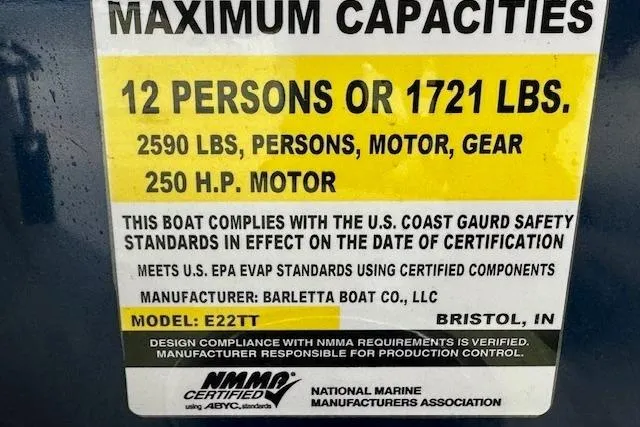 MAXIMUM CAPACITIES
12 PERSONS OR 1721 LBS.
2590 LBS, PERSONS, MOTOR, GEAR
250 H.P. MOTOR
THIS BOAT COMPLIES WITH THE U.S. COAST GAURD SAFETY
STANDARDS IN EFFECT ON THE DATE OF CERTIFICATION
MEETS U.S. EPA EVAP STANDARDS USING CERTIFIED COMPONENTS
MANUFACTURER: BARLETTA BOAT CO., LLC
MODEL: E22TT BRISTOL, IN
DESIGN COMPLIANCE WITH NMMA REQUIREMENTS IS VERIFIED.
MANUFACTURER RESPONSIBLE FOR PRODUCTION CONTROL.
NMMA
CERTIFIED
using ABYC standards
NATIONAL MARINE
MANUFACTURERS ASSOCIATION